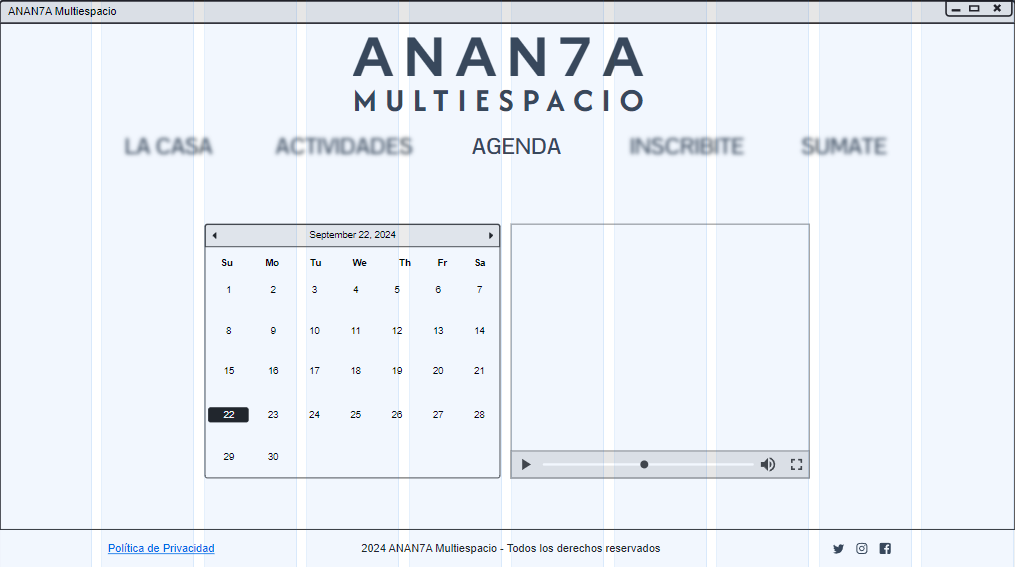 ANAN7A Multiespacio
ANAN7A
MULTIESPACIO
LA CASA ACTIVIDADES AGENDA INSCRIBITE SUMATE
September 22, 2024
Su Mo Tu We Th Fr Sa
1 2 3 4 5 6 7
8 9 10 11 12 13 14
15 16 17 18 19 20 21
22 23 24 25 26 27 28
29 30
Política de Privacidad 2024 ANAN7A Multiespacio - Todos los derechos reservados